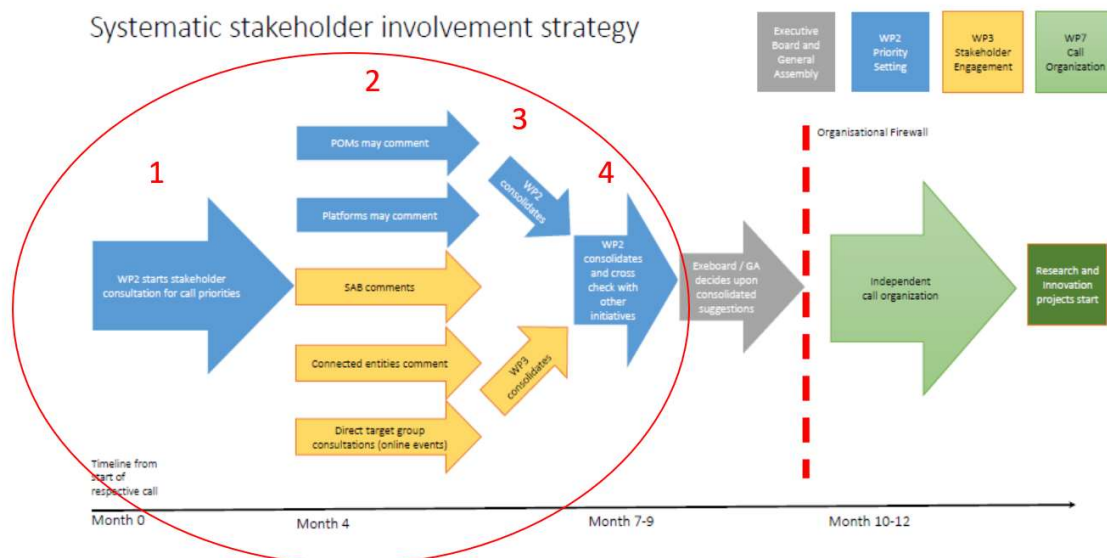 Systematic stakeholder involvement strategy
Executive
Board and
General
Assembly
WP2
Priority
Setting
WP3
Stakeholder
Engagement
WP7
Call
Organization
1
2
3
4
WP2 starts stakeholder
consultation for call priorities
POMs may comment
Platforms may comment
SAB comments
Connected entities comment
Direct target group
consultations (online events)
WP2
consolidates
WP3
consolidates
WP2
consolidates
and cross
check with
other
initiatives
Exeboard / GA
decides upon
consolidated
suggestions
Organisational Firewall
Independent
call organization
Research and
Innovation
projects start
Timeline from
start of
respective call
Month 0
Month 4
Month 7-9
Month 10-12